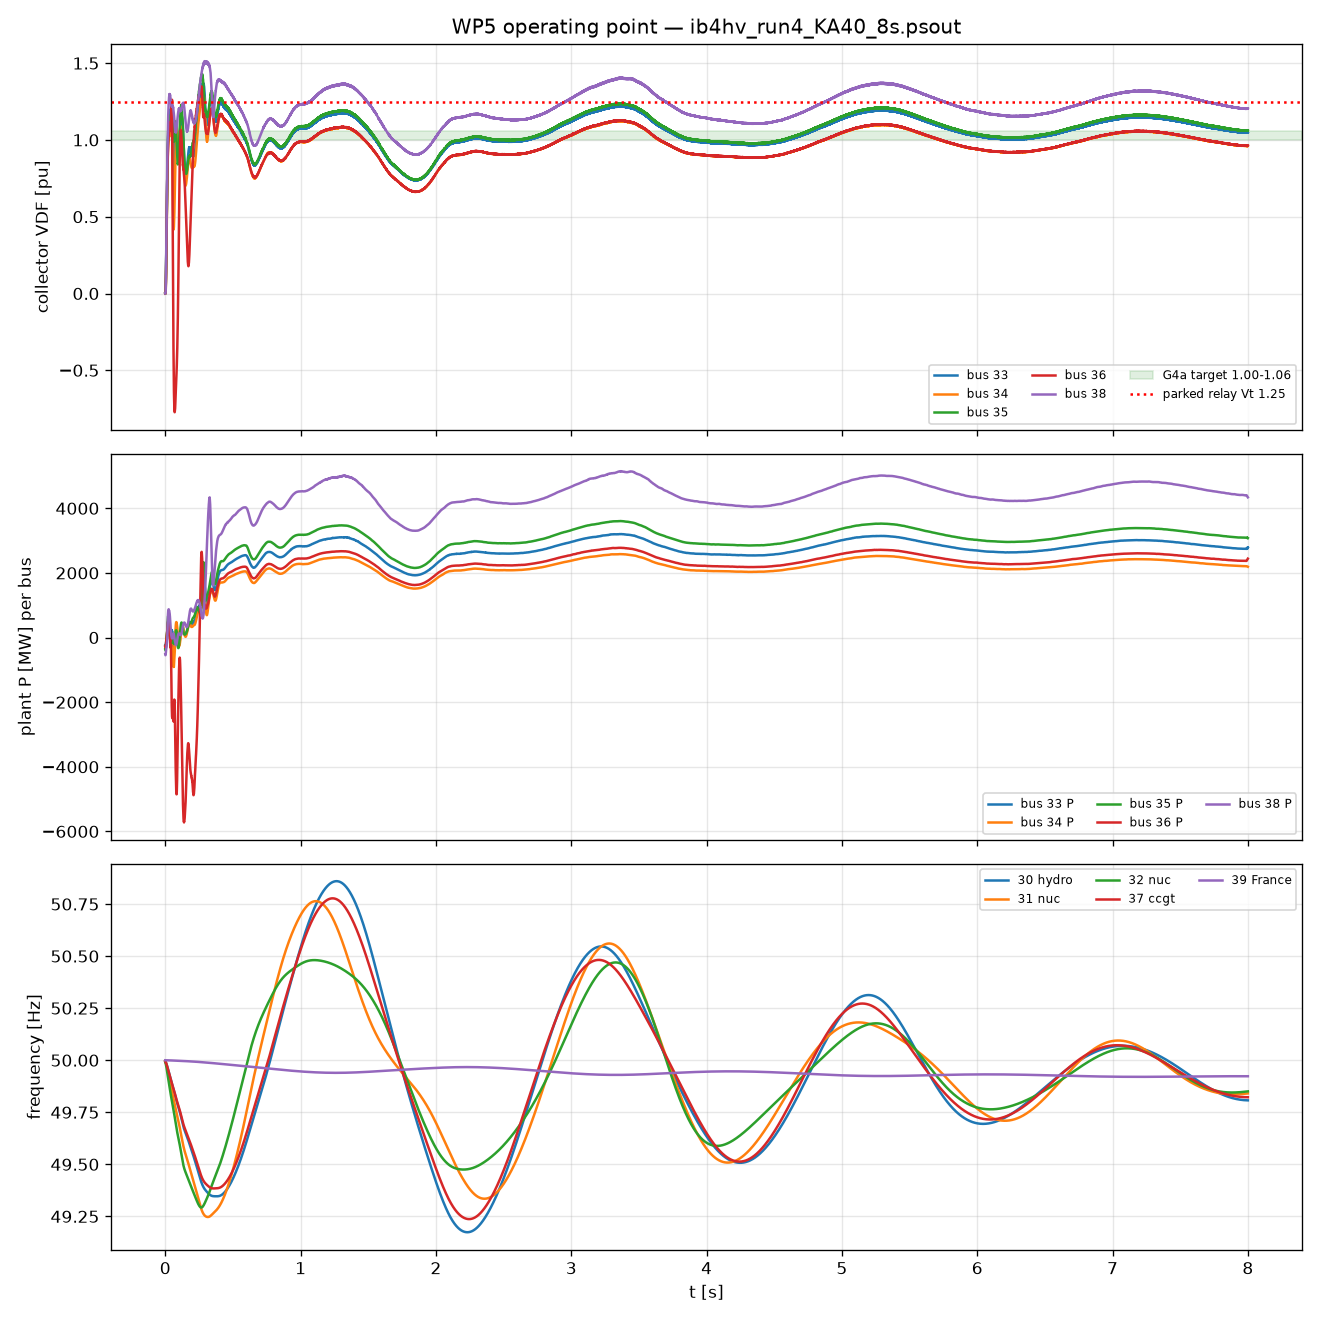 WP5 operating point — ib4hv_run4_KA40_8s.psout
collector VDF [pu]
1.5
1.0
0.5
0.0
−0.5
bus 33
bus 34
bus 35
bus 36
bus 38
G4a target 1.00-1.06
parked relay Vt 1.25
plant P [MW] per bus
4000
2000
0
−2000
−4000
−6000
bus 33 P
bus 34 P
bus 35 P
bus 36 P
bus 38 P
frequency [Hz]
50.75
50.50
50.25
50.00
49.75
49.50
49.25
30 hydro
31 nuc
32 nuc
37 ccgt
39 France
0 1 2 3 4 5 6 7 8
t [s]